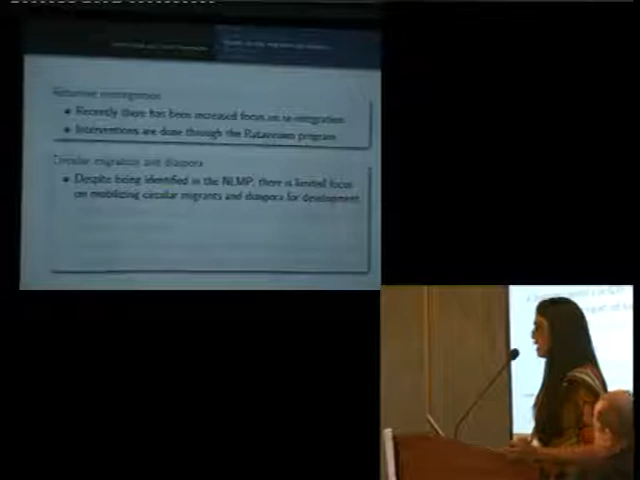 Returnee reintegration
Recently there has been increased focus on re-integration
Interventions are done through the Rataviruwo program
Circular migration and diaspora
Despite being identified in the NLMP, there is limited focus
on mobilizing circular migrants and diaspora for development